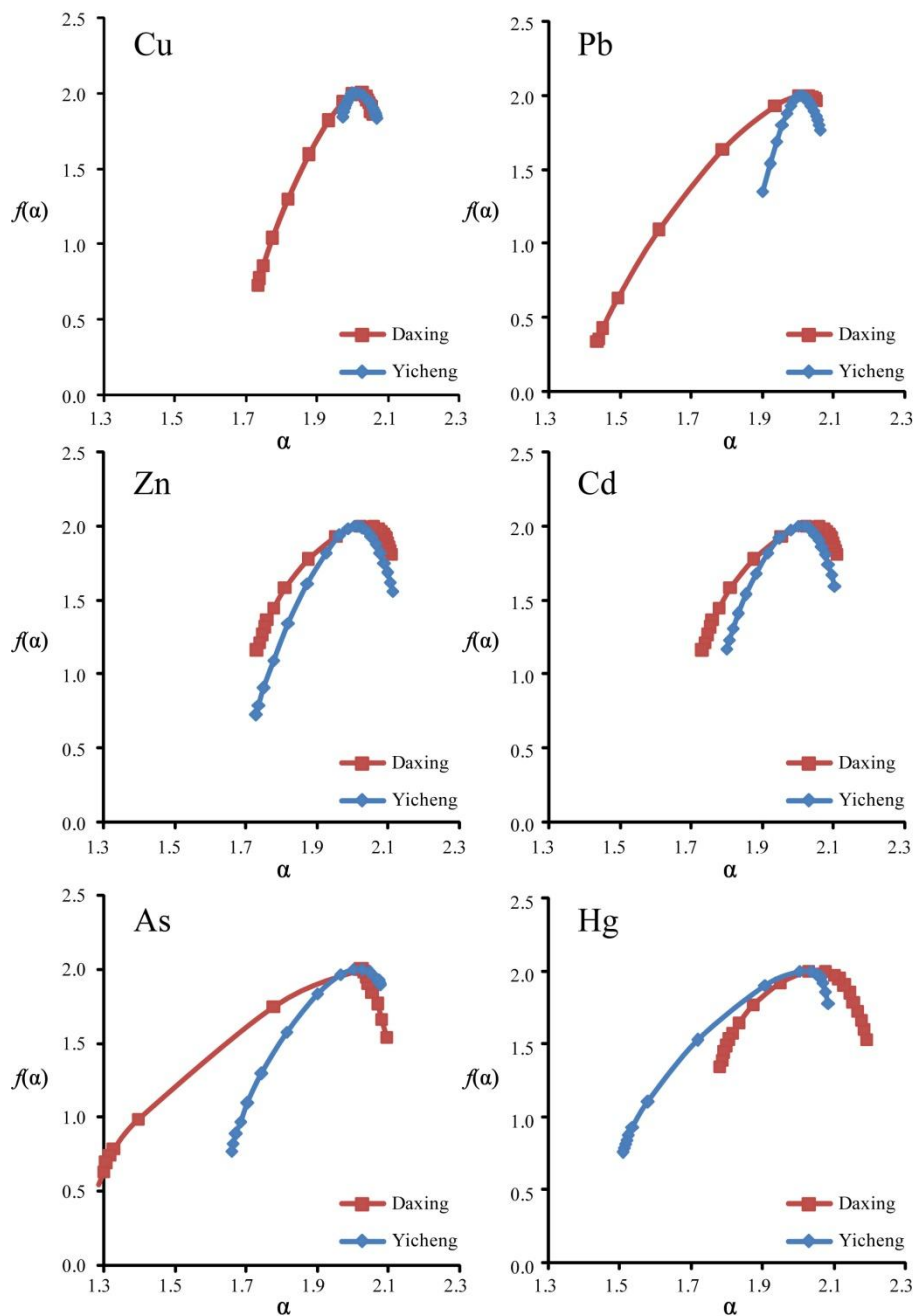 Cu
2.5
2.0
1.5
1.0
0.5
0.0
f(α)
1.3 1.5 1.7 1.9 2.1 2.3
α
Daxing
Yicheng
Pb
2.5
2.0
1.5
1.0
0.5
0.0
f(α)
1.3 1.5 1.7 1.9 2.1 2.3
α
Daxing
Yicheng
Zn
2.5
2.0
1.5
1.0
0.5
0.0
f(α)
1.3 1.5 1.7 1.9 2.1 2.3
α
Daxing
Yicheng
Cd
2.5
2.0
1.5
1.0
0.5
0.0
f(α)
1.3 1.5 1.7 1.9 2.1 2.3
α
Daxing
Yicheng
As
2.5
2.0
1.5
1.0
0.5
0.0
f(α)
1.3 1.5 1.7 1.9 2.1 2.3
α
Daxing
Yicheng
Hg
2.5
2.0
1.5
1.0
0.5
0.0
f(α)
1.3 1.5 1.7 1.9 2.1 2.3
α
Daxing
Yicheng